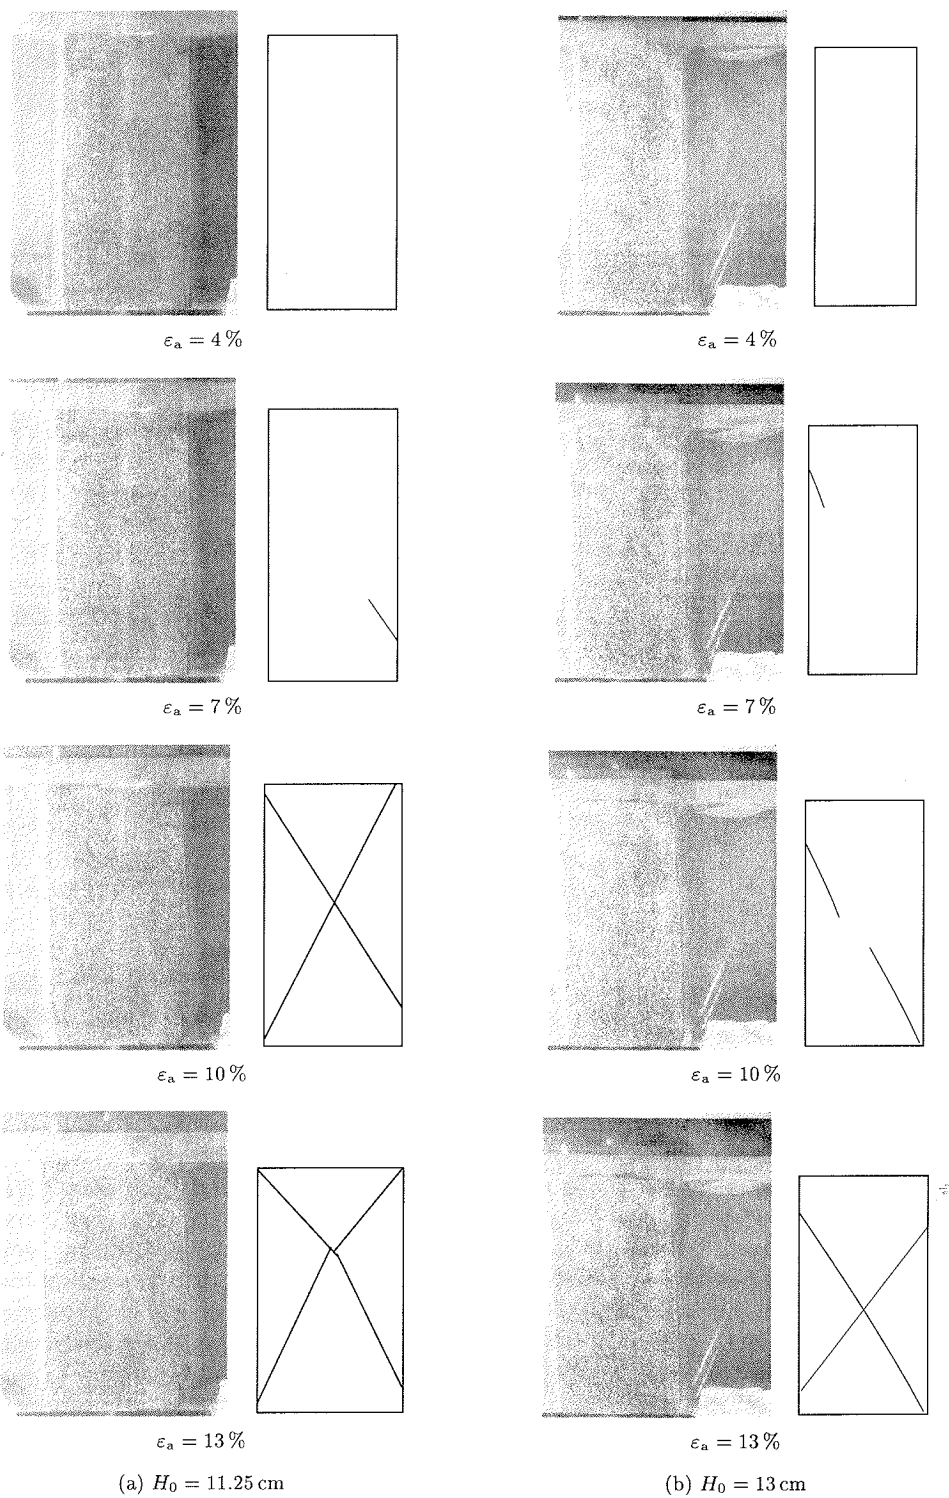 εₐ = 4 % εₐ = 4 %
εₐ = 7 % εₐ = 7 %
εₐ = 10 % εₐ = 10 %
εₐ = 13 % εₐ = 13 %
(a) H₀ = 11.25 cm (b) H₀ = 13 cm